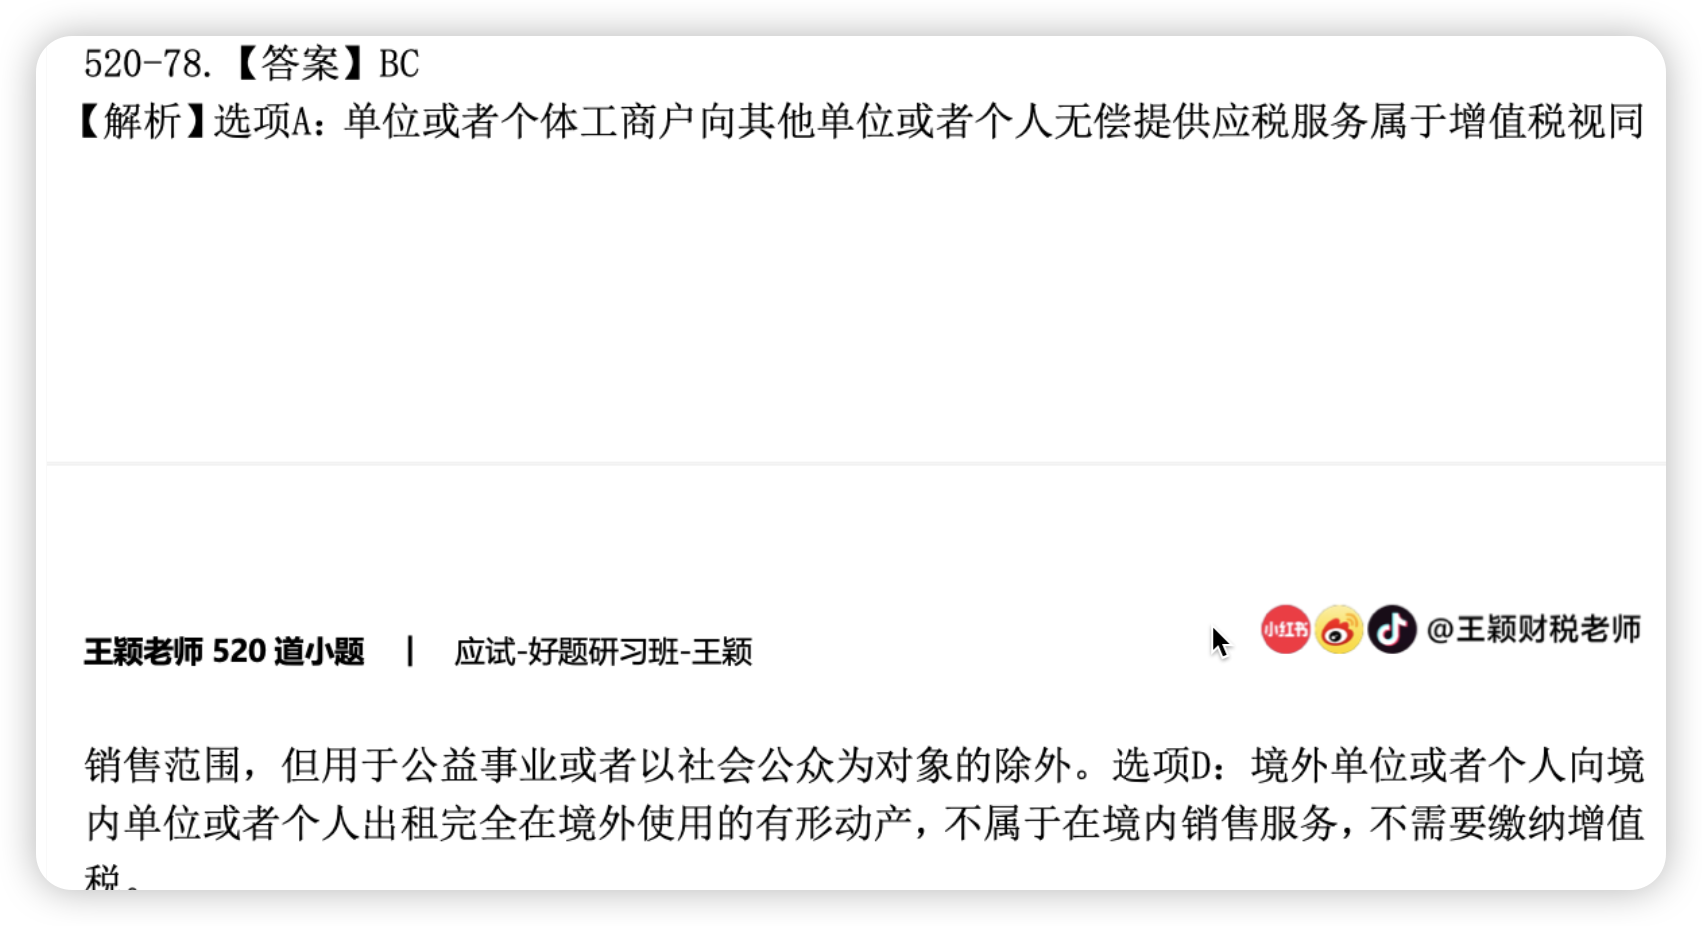 520-78.【答案】BC
【解析】选项A：单位或者个体工商户向其他单位或者个人无偿提供应税服务属于增值税视同
小红书 @王颖财税老师
王颖老师 520 道小题 | 应试-好题研习班-王颖
销售范围，但用于公益事业或者以社会公众为对象的除外。选项D：境外单位或者个人向境
内单位或者个人出租完全在境外使用的有形动产，不属于在境内销售服务，不需要缴纳增值
税。